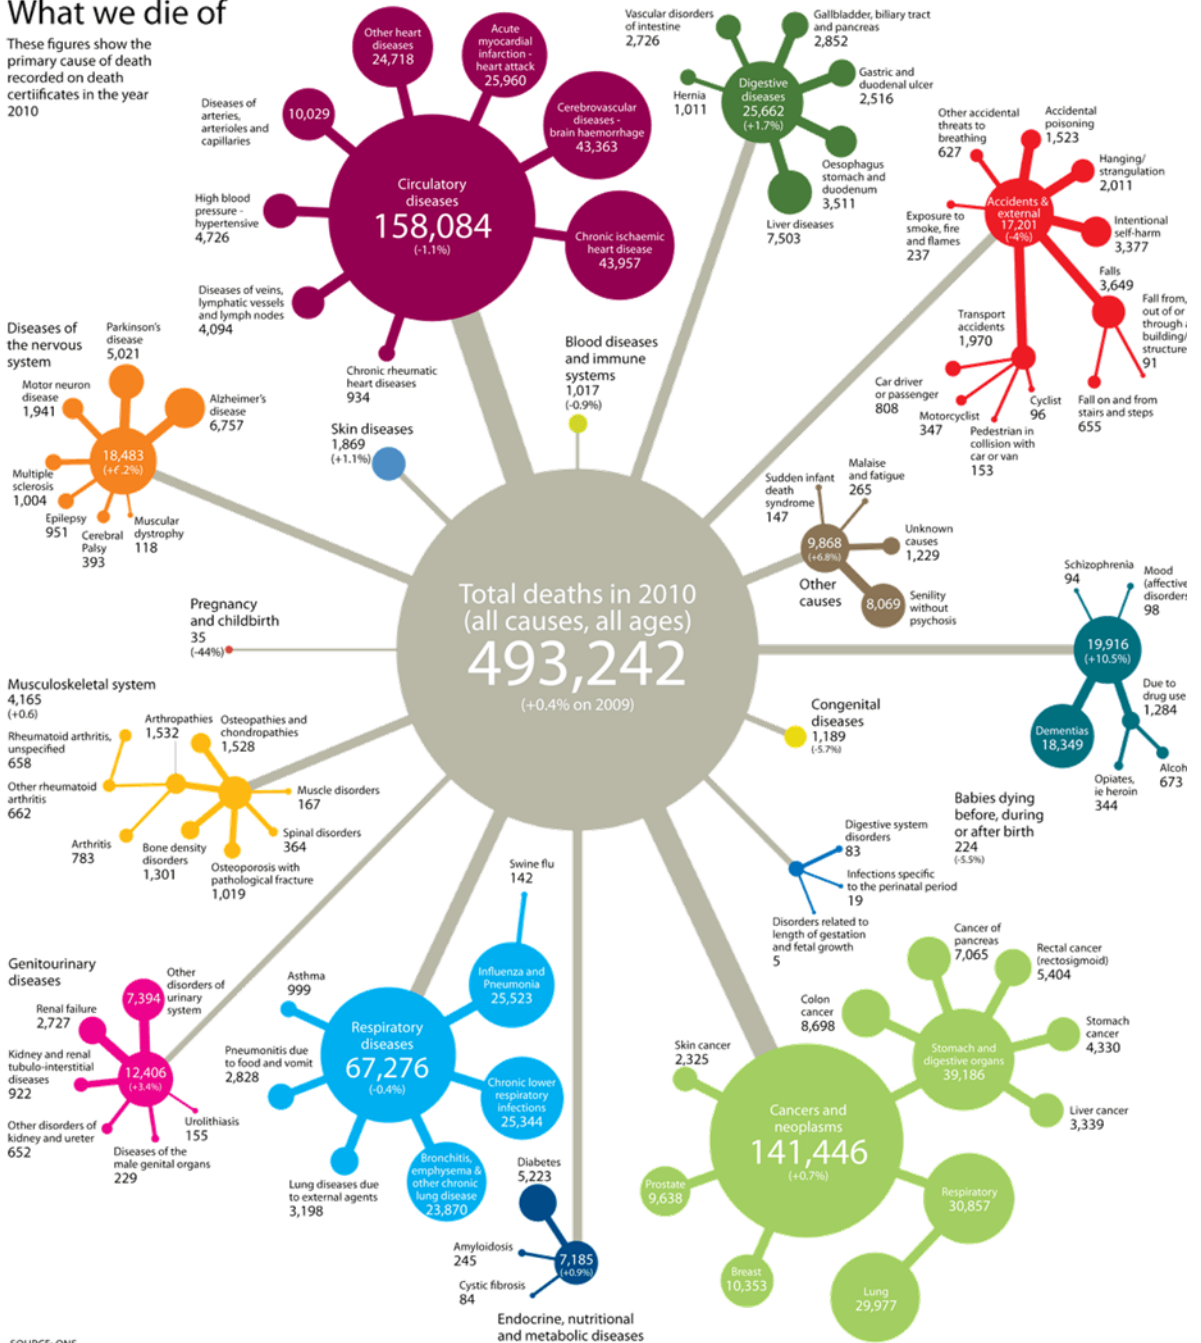 What we die of
These figures show the
primary cause of death
recorded on death
certiificates in the year
2010
Other heart
diseases
24,718
Acute
myocardial
infarction -
heart attack
25,960
Cerebrovascular
diseases -
brain haemorrhage
43,363
Chronic ischaemic
heart disease
43,957
Diseases of
arteries,
arterioles and
capillaries
10,029
High blood
pressure -
hypertensive
4,726
Diseases of veins,
lymphatic vessels
and lymph nodes
4,094
Chronic rheumatic
heart diseases
934
Circulatory
diseases
158,084
(-1.1%)
Vascular disorders
of intestine
2,726
Gallbladder, biliary tract
and pancreas
2,852
Gastric and
duodenal ulcer
2,516
Hernia
1,011
Digestive
diseases
25,662
(+1.7%)
Oesophagus
stomach and
duodenum
3,511
Liver diseases
7,503
Other accidental
threats to
breathing
627
Accidental
poisoning
1,523
Hanging/
strangulation
2,011
Accidents &
external
17,201
(-4%)
Intentional
self-harm
3,377
Exposure to
smoke, fire
and flames
237
Falls
3,649
Fall from,
out of or
through a
building/
structure
91
Transport
accidents
1,970
Car driver
or passenger
808
Motorcyclist
347
Pedestrian in
collision with
car or van
153
Cyclist
96
Fall on and from
stairs and steps
655
Diseases of
the nervous
system
Parkinson's
disease
5,021
Motor neuron
disease
1,941
Alzheimer's
disease
6,757
18,483
Multiple
sclerosis
1,004
Epilepsy
951
Cerebral
Palsy
393
Muscular
dystrophy
118
Skin diseases
1,869
(+1.1%)
Blood diseases
and immune
systems
1,017
(-0.9%)
Sudden infant
death
syndrome
147
Malaise
and fatigue
265
Unknown
causes
1,229
9,868
(+6.8%)
Other
causes
8,069
Senility
without
psychosis
Total deaths in 2010
(all causes, all ages)
493,242
(+0.4% on 2009)
Schizophrenia
94
Mood
(affective
disorders
98
19,916
(+10.5%)
Due to
drug use
1,284
Dementias
18,349
Opiates,
ie heroin
344
Alcoh
673
Pregnancy
and childbirth
35
(-44%)
Musculoskeletal system
4,165
(+0.6)
Arthropathies
1,532
Osteopathies and
chondropathies
1,528
Rheumatoid arthritis,
unspecified
658
Other rheumatoid
arthritis
662
Arthritis
783
Bone density
disorders
1,301
Osteoporosis with
pathological fracture
1,019
Spinal disorders
364
Muscle disorders
167
Congenital
diseases
1,189
(-5.7%)
Babies dying
before, during
or after birth
224
(-5.5%)
Digestive system
disorders
83
Infections specific
to the perinatal period
19
Disorders related to
length of gestation
and fetal growth
5
Genitourinary
diseases
Other
disorders of
urinary
system
7,394
Renal failure
2,727
Kidney and renal
tubulo-interstitial
diseases
922
12,406
(+3.4%)
Other disorders of
kidney and ureter
652
Diseases of the
male genital organs
229
Urolithiasis
155
Swine flu
142
Influenza and
Pneumonia
25,523
Asthma
999
Respiratory
diseases
67,276
(-0.4%)
Pneumonitis due
to food and vomit
2,828
Chronic lower
respiratory
infections
25,344
Lung diseases due
to external agents
3,198
Bronchitis,
emphysema &
other chronic
lung disease
23,870
Diabetes
5,223
Amyloidosis
245
Cystic fibrosis
84
7,185
(+0.9%)
Endocrine, nutritional
and metabolic diseases
Cancer of
pancreas
7,065
Rectal cancer
(rectosigmoid)
5,404
Colon
cancer
8,698
Stomach
cancer
4,330
Stomach and
digestive organs
39,186
Liver cancer
3,339
Skin cancer
2,325
Cancers and
neoplasms
141,446
(+0.7%)
Prostate
9,638
Respiratory
30,857
Breast
10,353
Lung
29,977